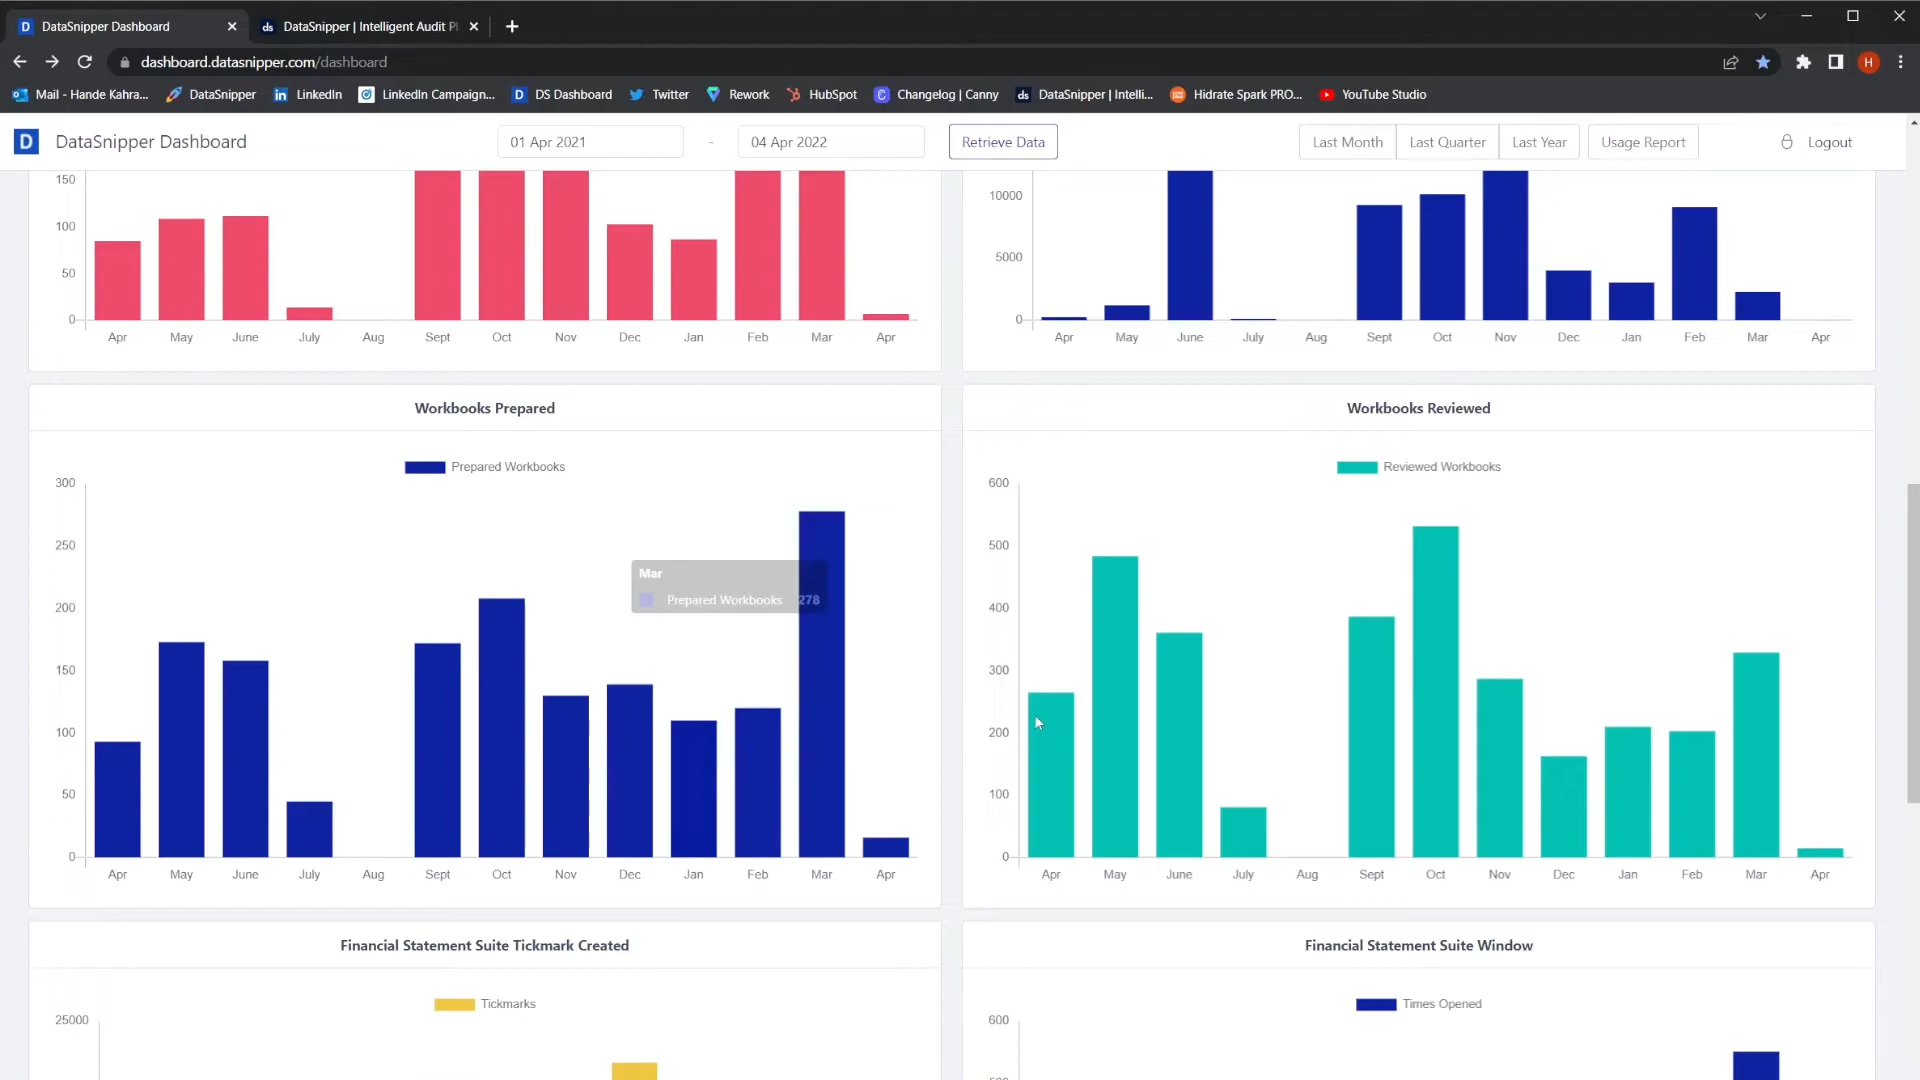 DataSnipper Dashboard
DataSnipper | Intelligent Audit Pl
dashboard.datasnipper.com/dashboard
H
Mail - Hande Kahra...
DataSnipper
LinkedIn
LinkedIn Campaign...
DS Dashboard
Twitter
Rework
HubSpot
Changelog | Canny
DataSnipper | Intelli...
Hidrate Spark PRO...
YouTube Studio
D DataSnipper Dashboard
01 Apr 2021 - 04 Apr 2022
Retrieve Data
Last Month
Last Quarter
Last Year
Usage Report
Logout
150
100
50
0
Apr May June July Aug Sept Oct Nov Dec Jan Feb Mar Apr
10000
5000
0
Apr May June July Aug Sept Oct Nov Dec Jan Feb Mar Apr
Workbooks Prepared
Prepared Workbooks
300
250
200
150
100
50
0
Mar
Prepared Workbooks 278
Apr May June July Aug Sept Oct Nov Dec Jan Feb Mar Apr
Workbooks Reviewed
Reviewed Workbooks
600
500
400
300
200
100
0
Apr May June July Aug Sept Oct Nov Dec Jan Feb Mar Apr
Financial Statement Suite Tickmark Created
Tickmarks
25000
Financial Statement Suite Window
Times Opened
600